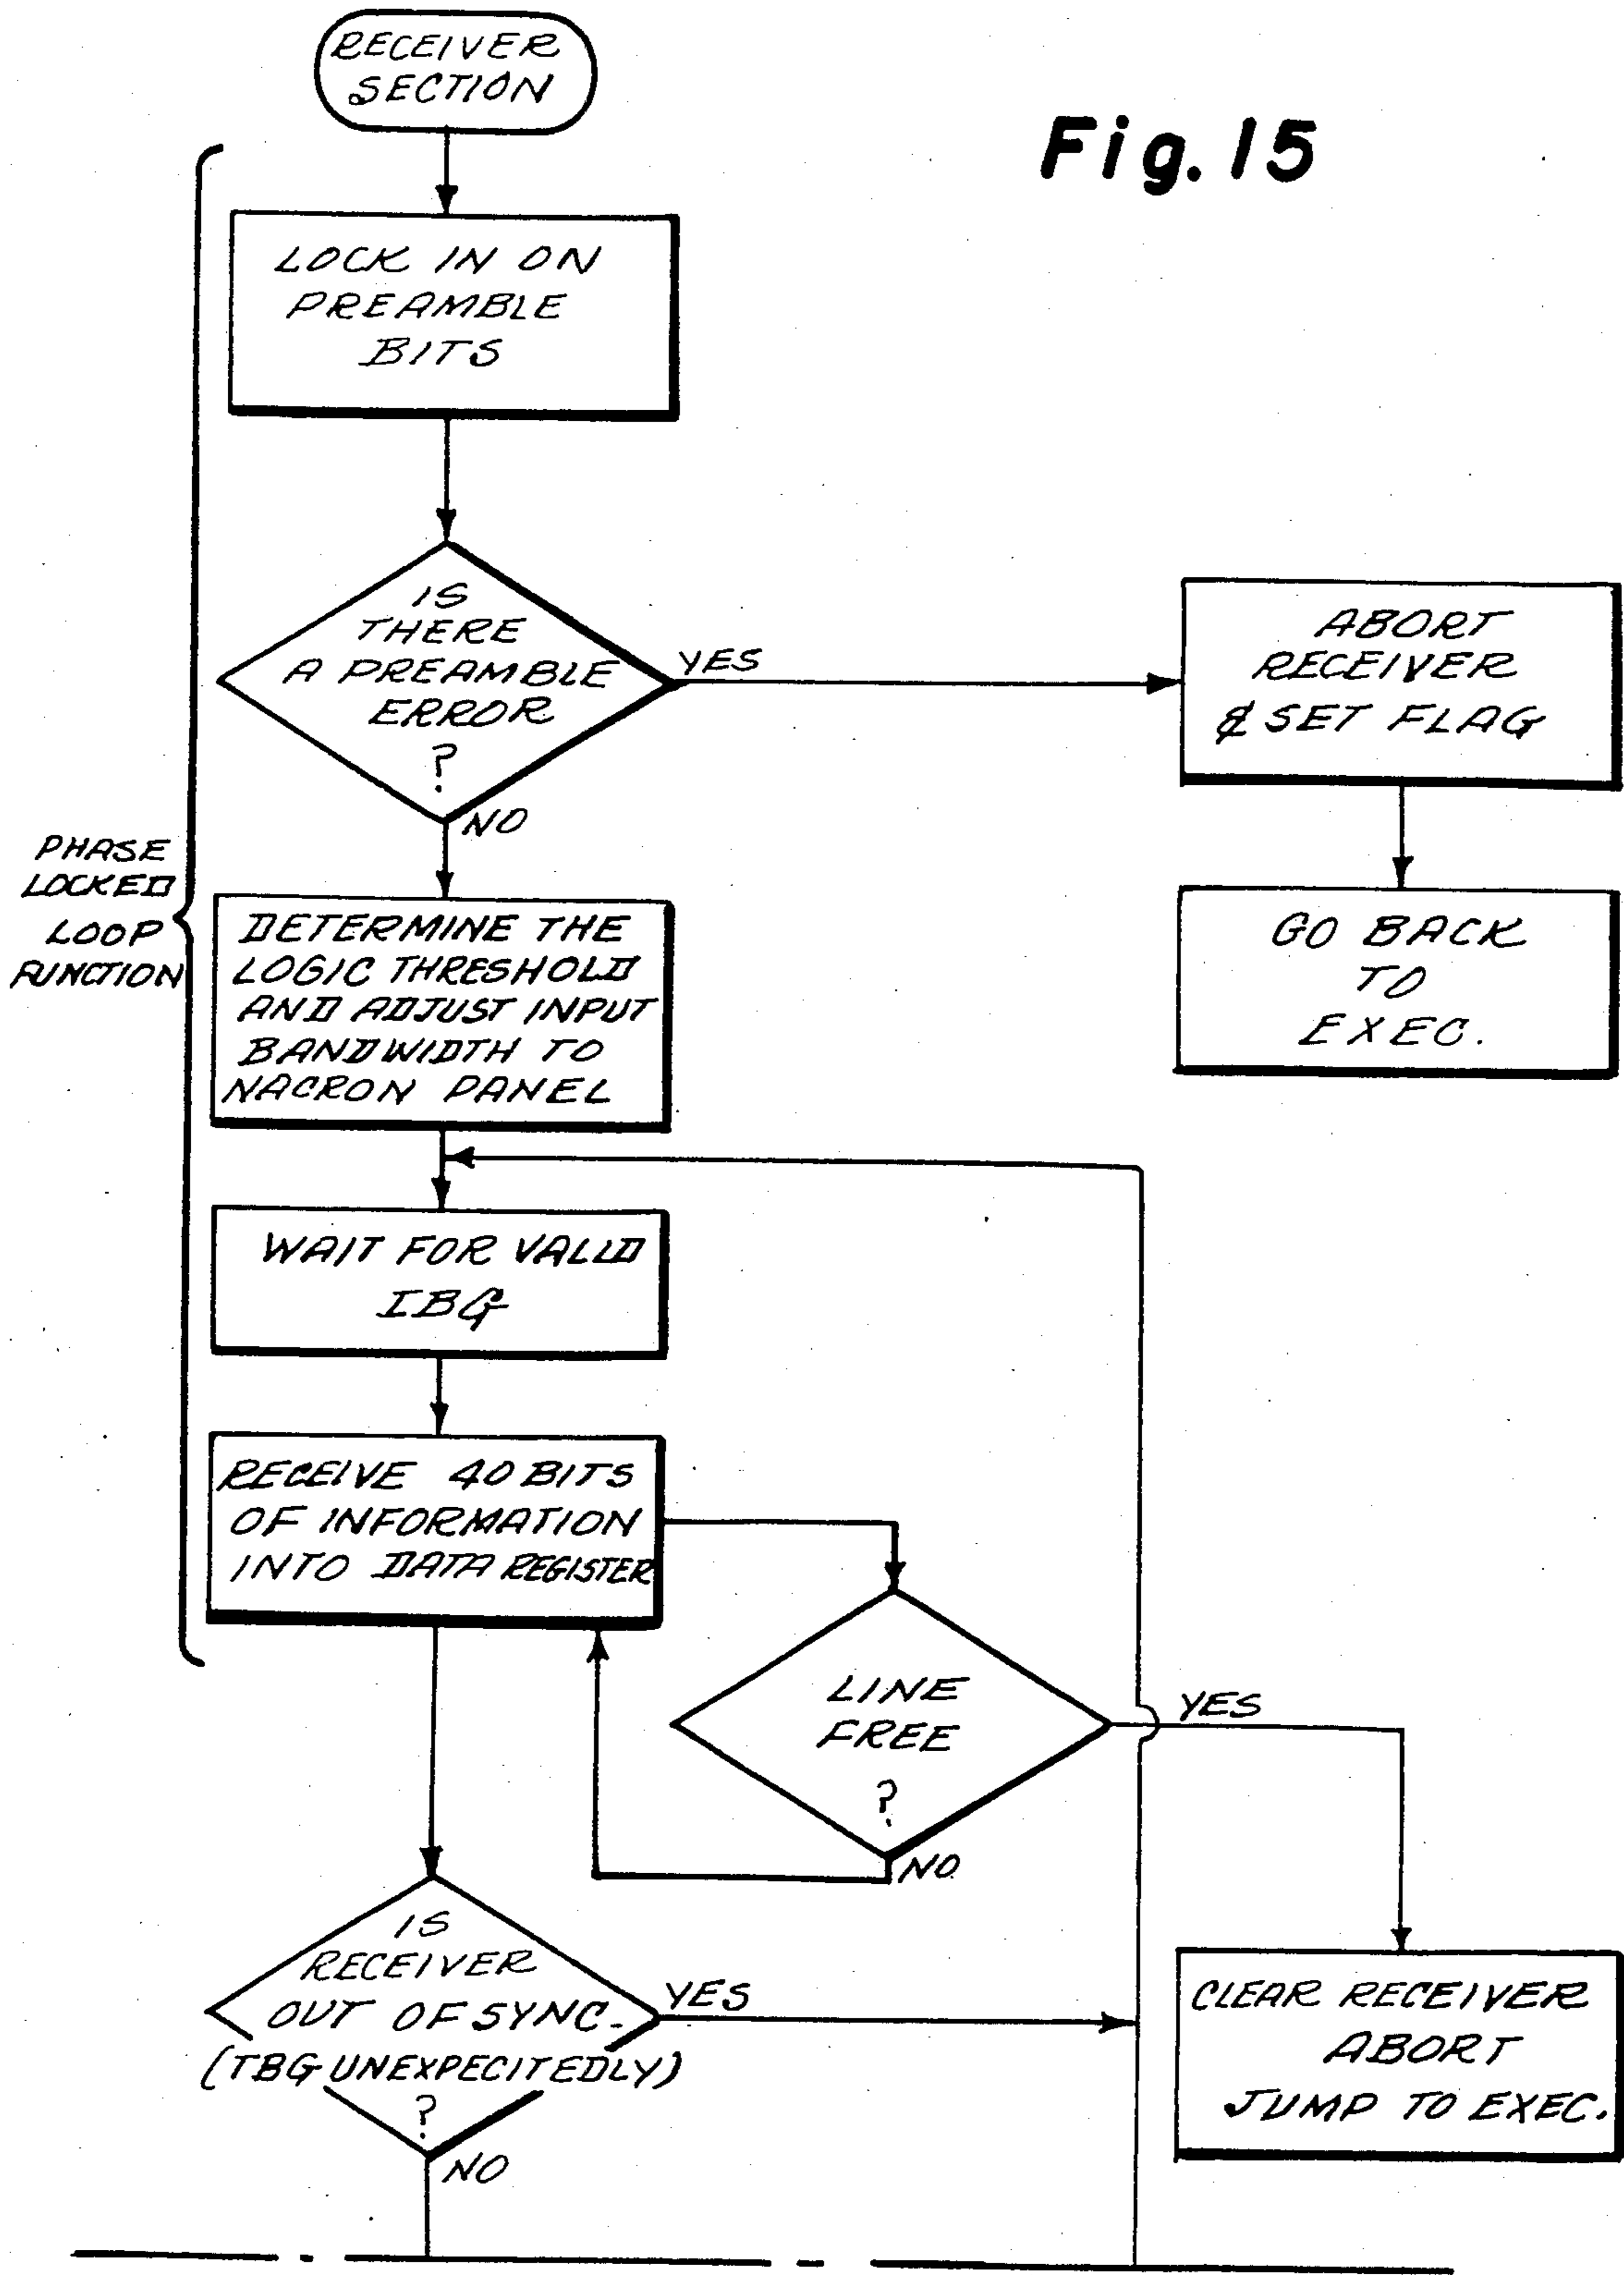 RECEIVER
SECTION
Fig. 15
LOCK IN ON
PREAMBLE
BITS
IS
THERE
A PREAMBLE
ERROR
?
YES
NO
ABORT
RECEIVER
& SET FLAG
GO BACK
TO
EXEC.
PHASE
LOCKED
LOOP
FUNCTION
DETERMINE THE
LOGIC THRESHOLD
AND ADJUST INPUT
BANDWIDTH TO
NACRON PANEL
WAIT FOR VALID
IBG
RECEIVE 40 BITS
OF INFORMATION
INTO DATA REGISTER
LINE
FREE
?
YES
NO
IS
RECEIVER
OUT OF SYNC.
(TBG UNEXPECITEDLY)
?
YES
NO
CLEAR RECEIVER
ABORT
JUMP TO EXEC.